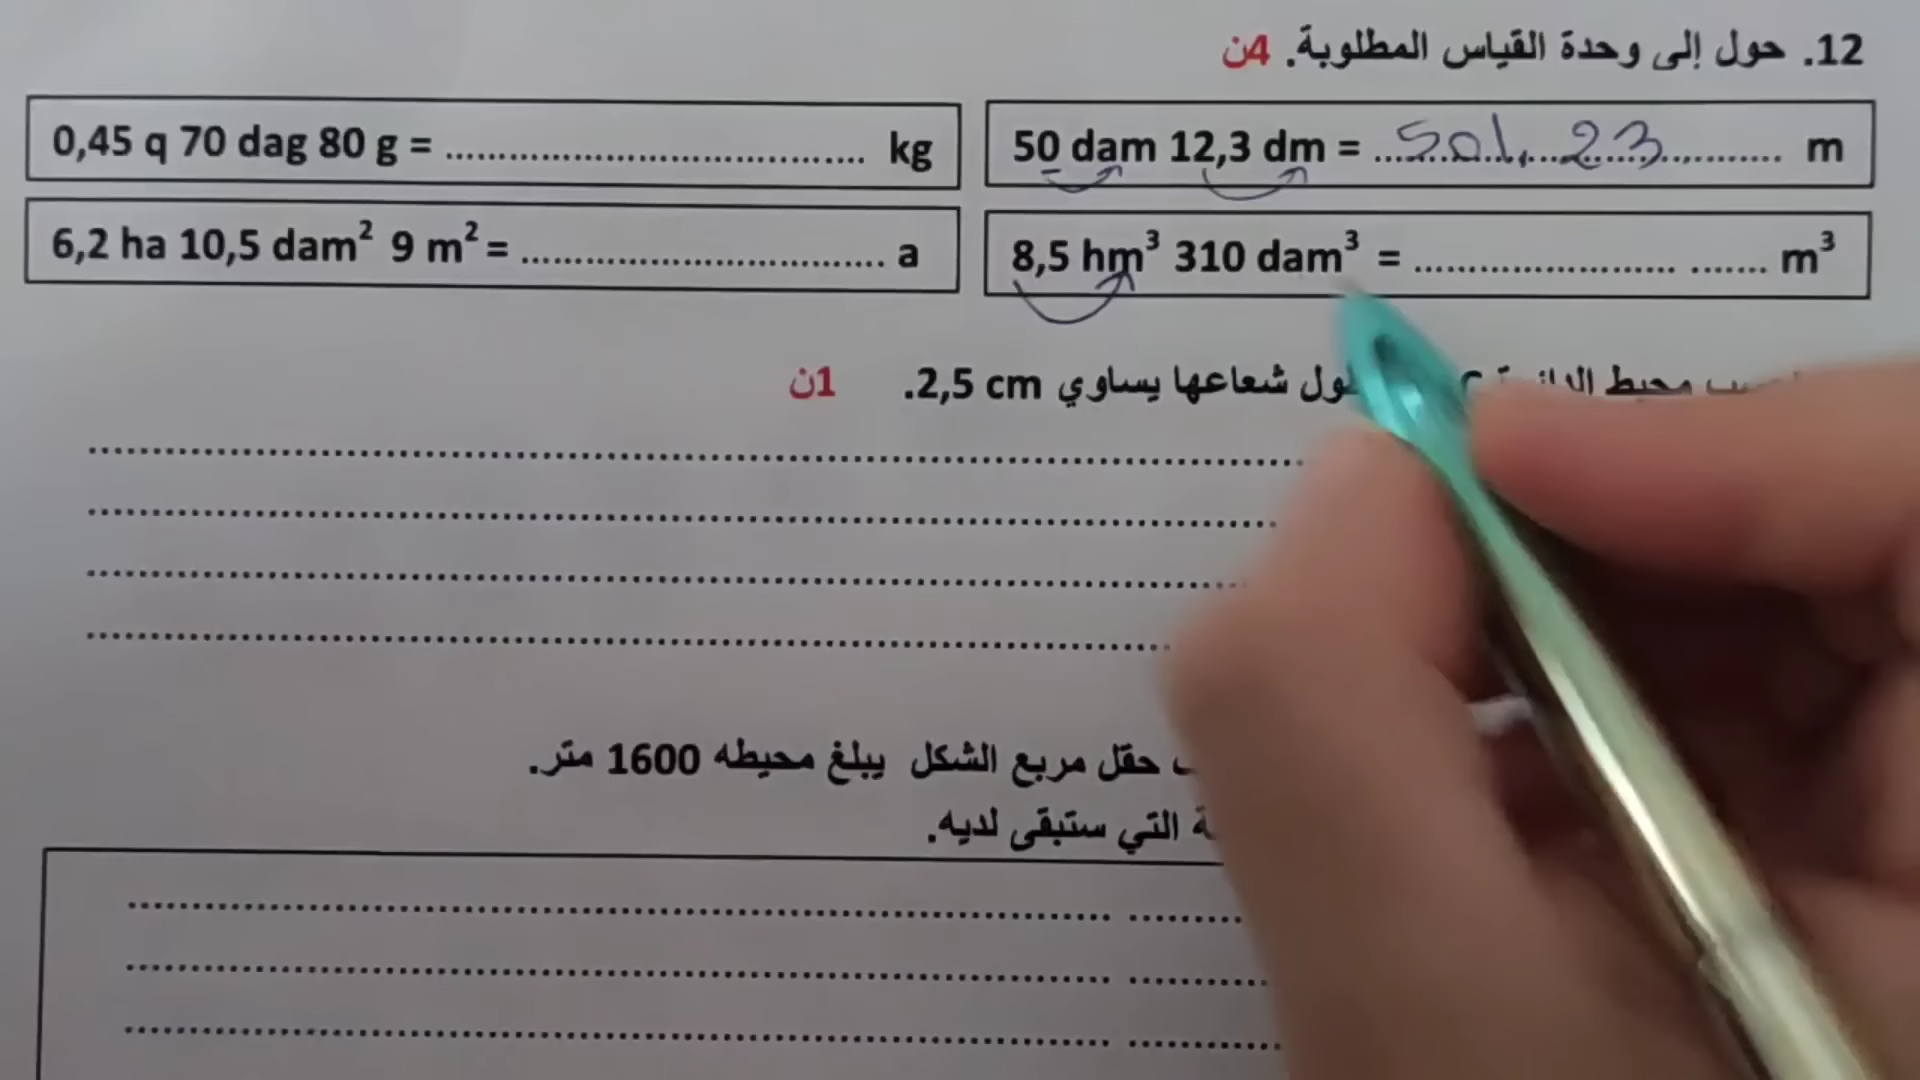 12. حول إلى وحدة القياس المطلوبة. 4ن
50 dam 12,3 dm = 501,23 m
0,45 q 70 dag 80 g = ........ kg
8,5 hm³ 310 dam³ = ........ m³
6,2 ha 10,5 dam² 9 m² = ........ a
محيط شعاعها يساوي 2,5 cm. 1ن
حقل مربع الشكل يبلغ محيطه 1600 متر.
التي ستبقى لديه.